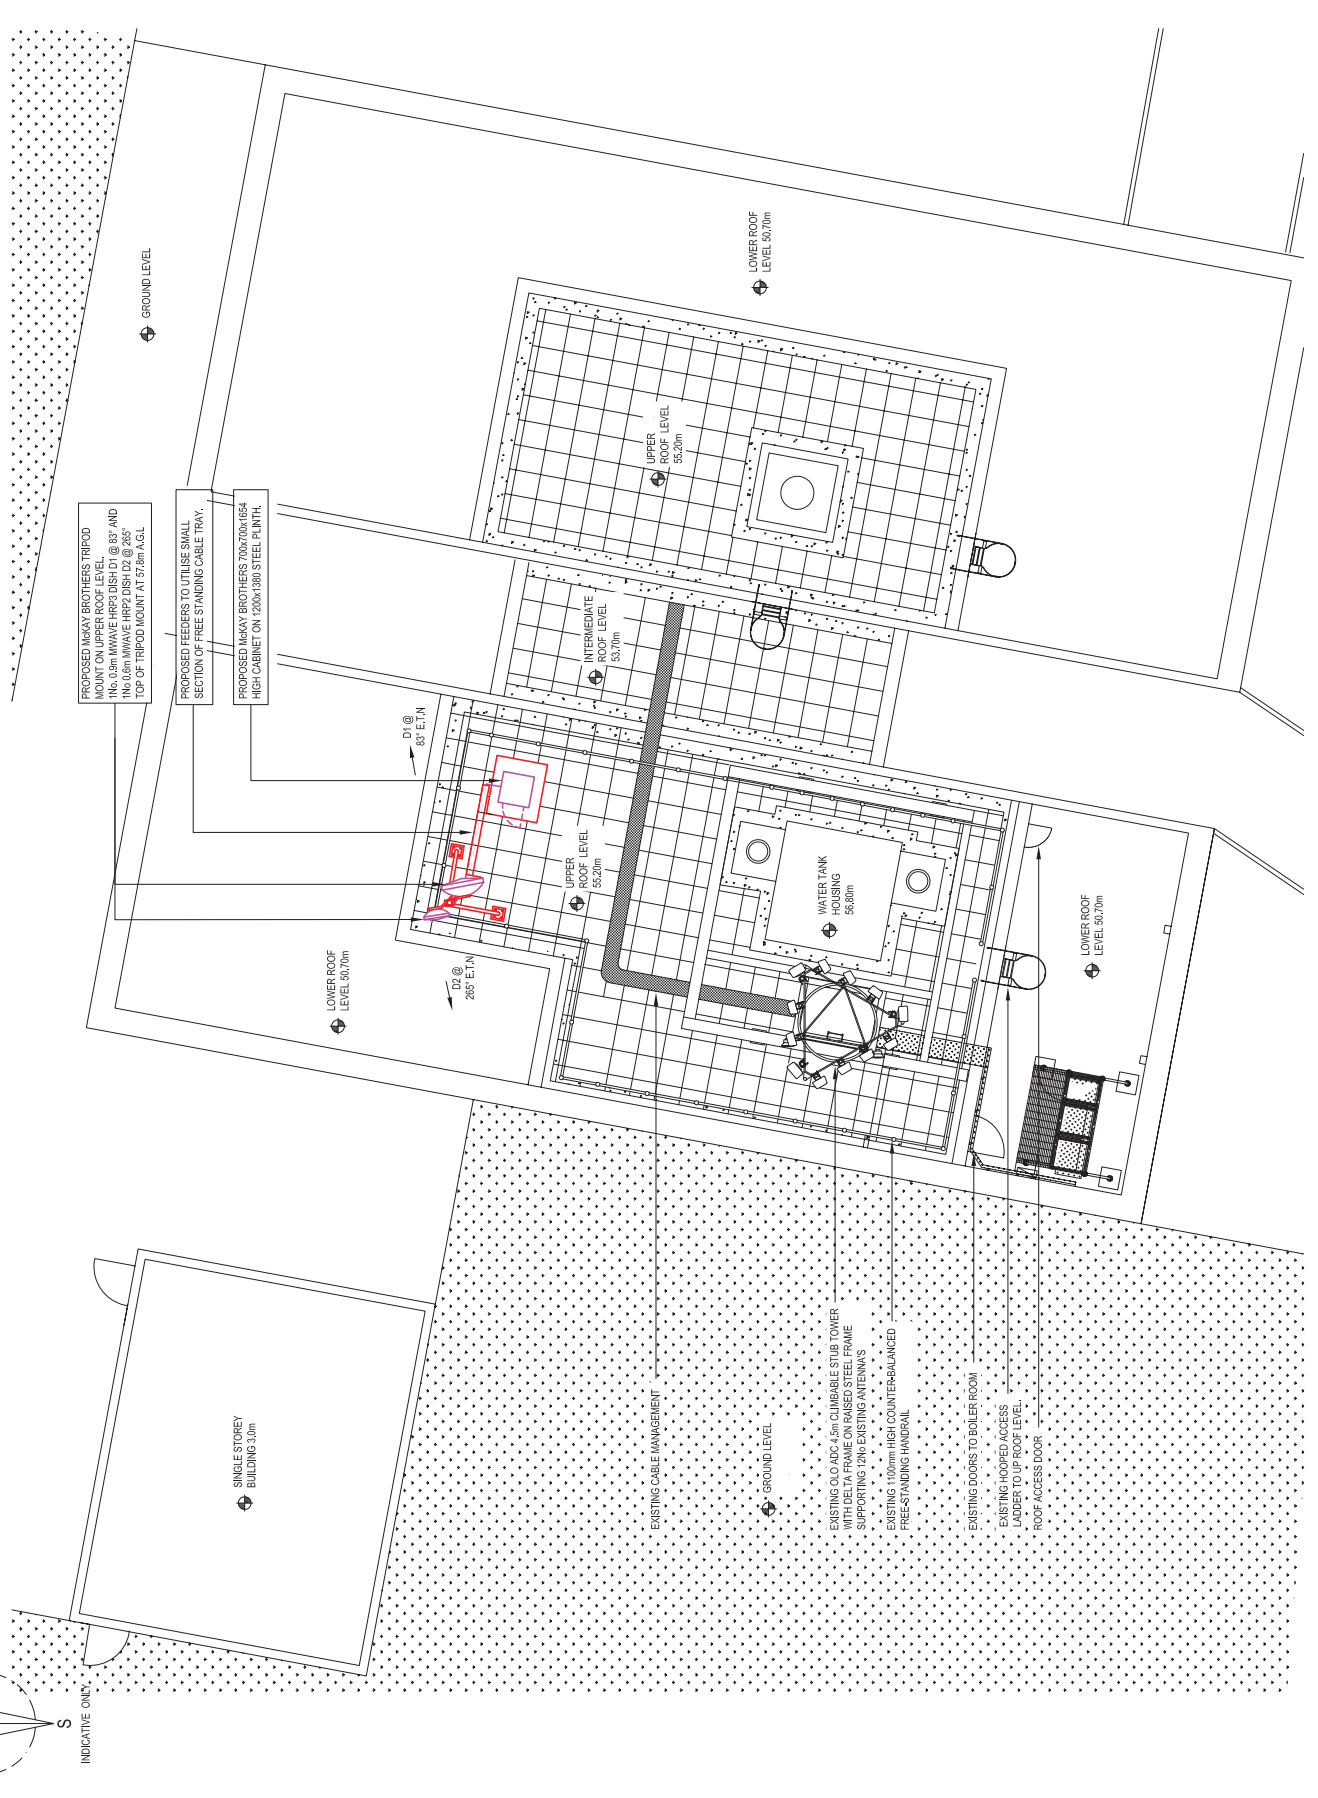 PROPOSED McKAY BROTHERS TRIPOD
MOUNT ON UPPER ROOF LEVEL.
1No. 0.9m MWAVE HRP3 DISH D1 @ 83° AND
1No 0.6m MWAVE HRP2 DISH D2 @ 265°
TOP OF TRIPOD MOUNT AT 57.8m A.G.L
PROPOSED FEEDERS TO UTILISE SMALL
SECTION OF FREE STANDING CABLE TRAY.
PROPOSED McKAY BROTHERS 700x700x1654
HIGH CABINET ON 1200x1380 STEEL PLINTH.
GROUND LEVEL
LOWER ROOF
LEVEL 50.70m
UPPER
ROOF LEVEL
55.20m
INTERMEDIATE
ROOF LEVEL
53.70m
D1 @
83° E.T.N
UPPER
ROOF LEVEL
55.20m
WATER TANK
HOUSING
56.80m
LOWER ROOF
LEVEL 50.70m
D2 @
265° E.T.N
LOWER ROOF
LEVEL 50.70m
SINGLE STOREY
BUILDING 3.0m
GROUND LEVEL
EXISTING CABLE MANAGEMENT
EXISTING OLO ADC 4.5m CLIMBABLE STUB TOWER
WITH DELTA FRAME ON RAISED STEEL FRAME
SUPPORTING 12No EXISTING ANTENNA'S
EXISTING 1100mm HIGH COUNTER-BALANCED
FREE-STANDING HANDRAIL
EXISTING DOORS TO BOILER ROOM
EXISTING HOOPED ACCESS
LADDER TO UP ROOF LEVEL.
ROOF ACCESS DOOR
S
INDICATIVE ONLY